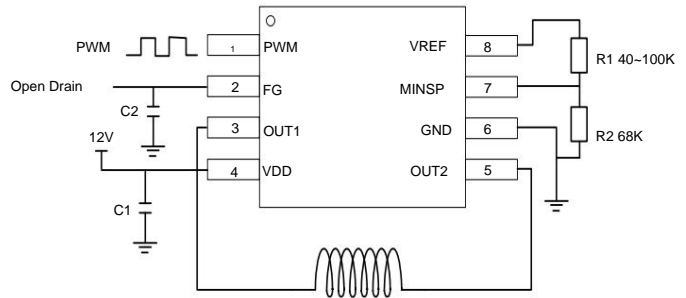 PWM
1
PWM
VREF
8
R1 40~100K
Open Drain
2
FG
MINSP
7
C2
12V
3
OUT1
GND
6
R2 68K
4
VDD
OUT2
5
C1